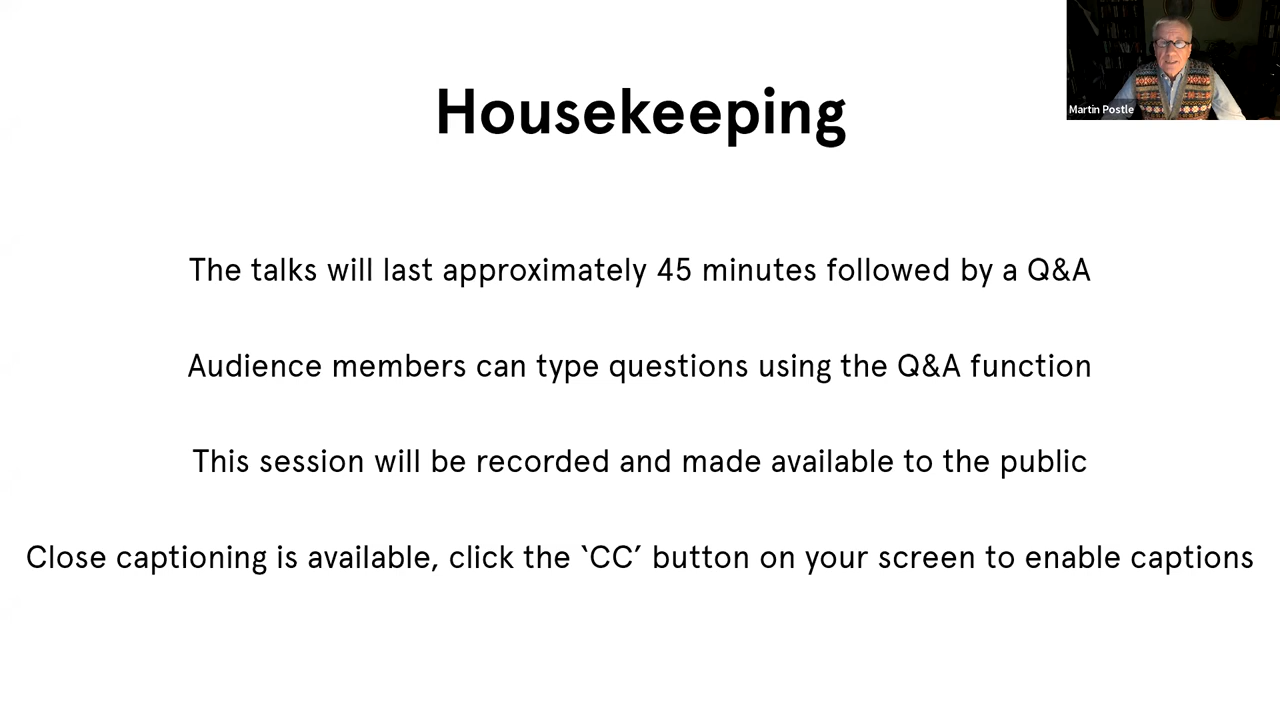 Housekeeping
Martin Postle
The talks will last approximately 45 minutes followed by a Q&A
Audience members can type questions using the Q&A function
This session will be recorded and made available to the public
Close captioning is available, click the ‘CC’ button on your screen to enable captions